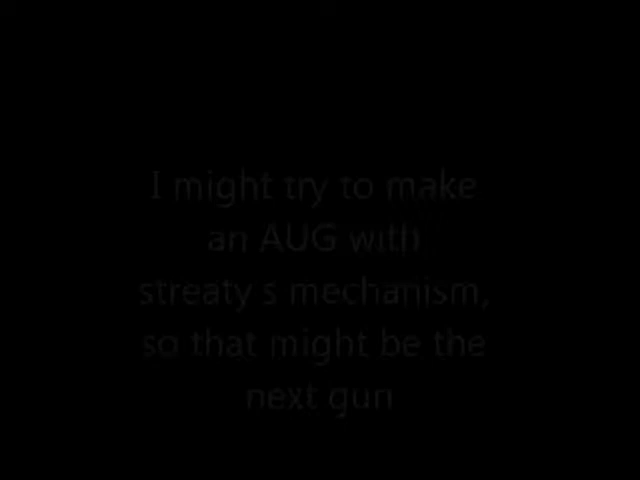 I might try to make
an AUG with
streaty's mechanism,
so that might be the
next gun